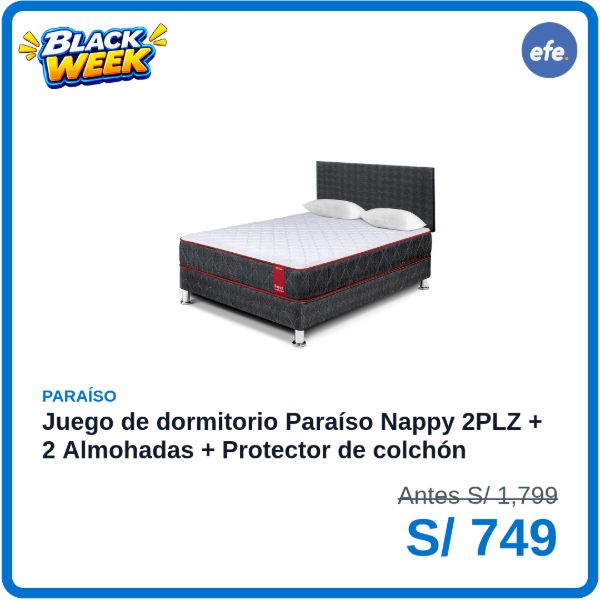 BLACK
WEEK
efe.
PARAÍSO
Juego de dormitorio Paraíso Nappy 2PLZ +
2 Almohadas + Protector de colchón
Antes S/ 1,799
S/ 749